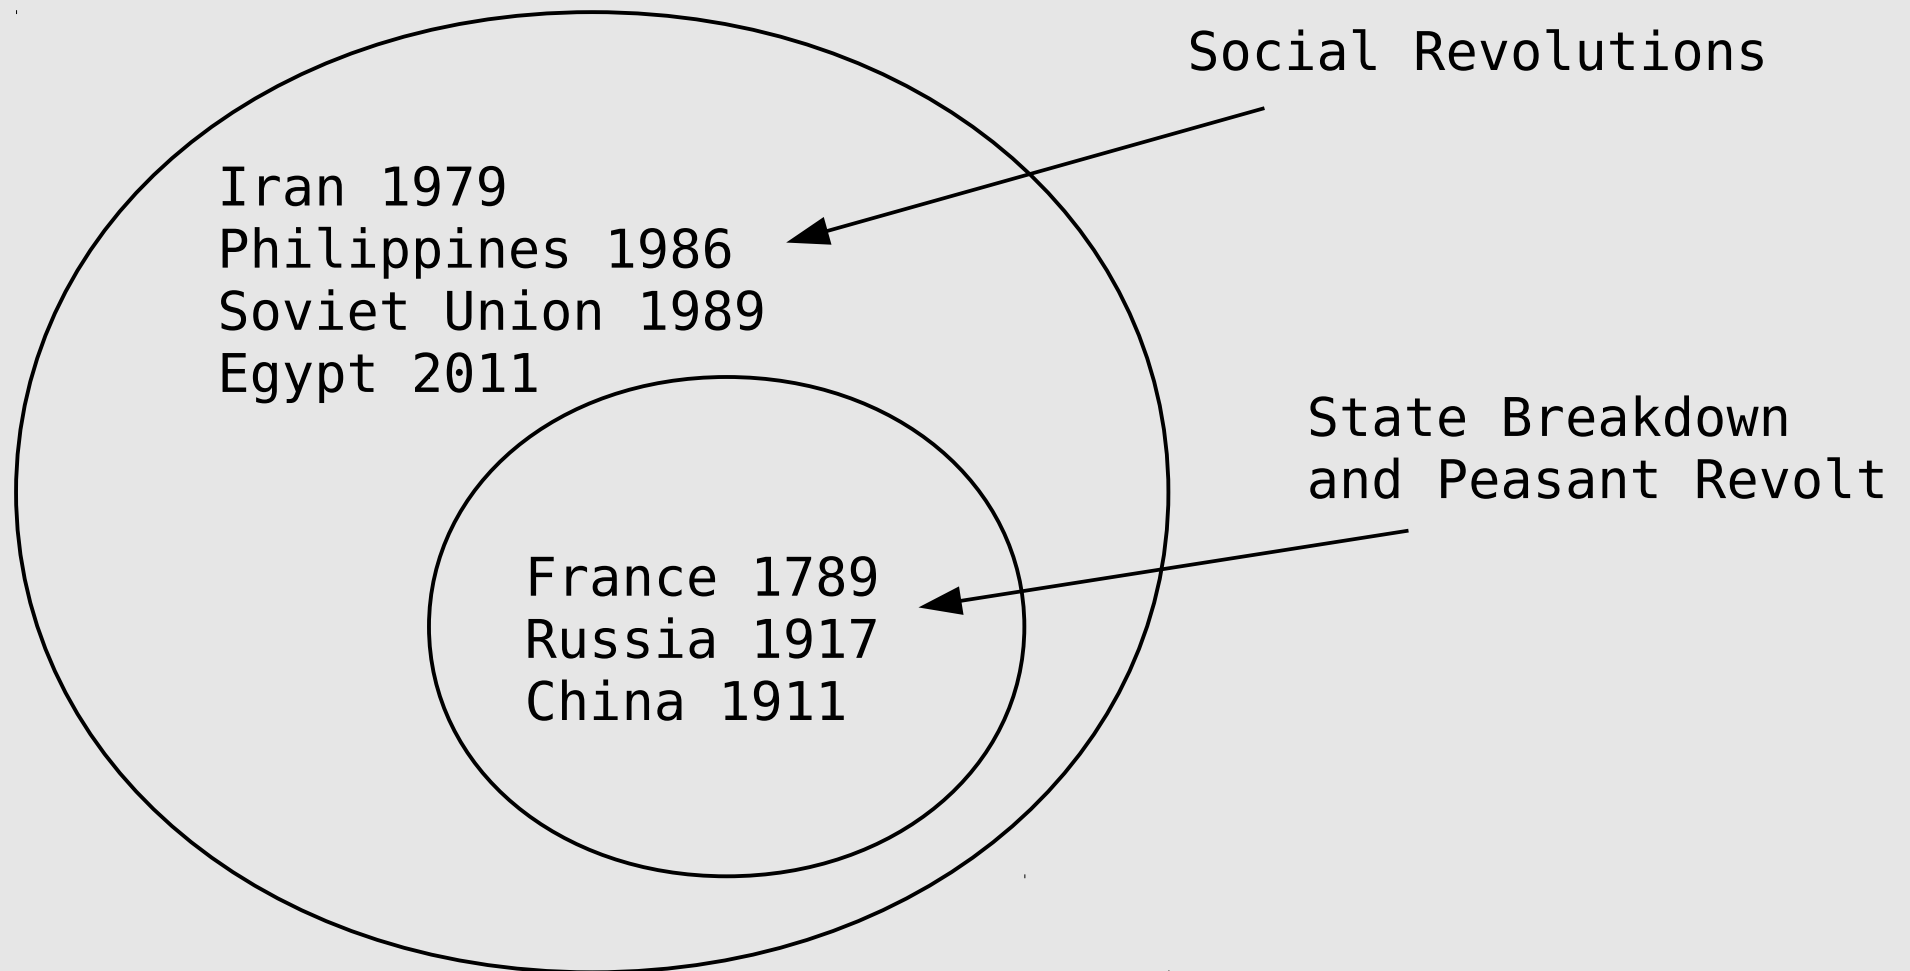 Social Revolutions
Iran 1979
Philippines 1986
Soviet Union 1989
Egypt 2011
State Breakdown
and Peasant Revolt
France 1789
Russia 1917
China 1911